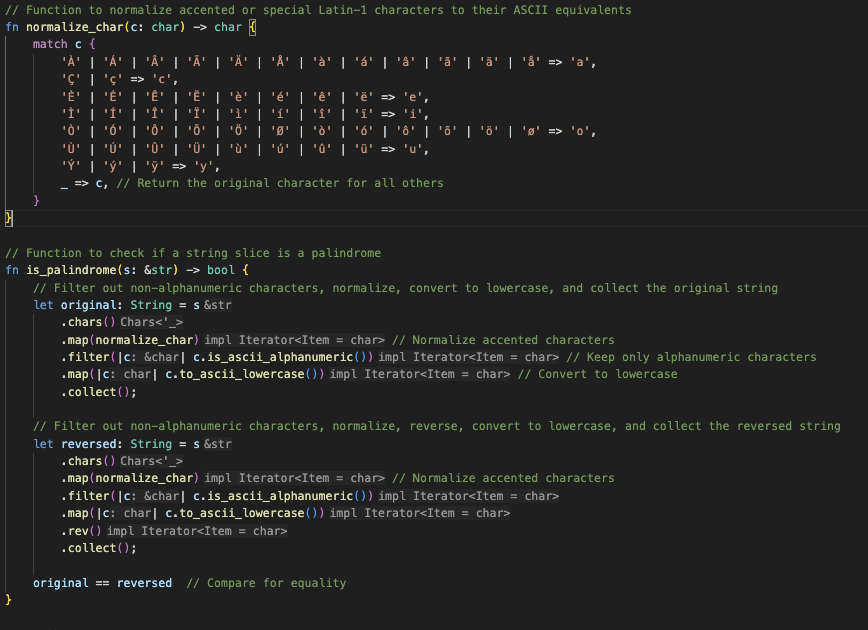 // Function to normalize accented or special Latin-1 characters to their ASCII equivalents
fn normalize_char(c: char) -> char {
    match c {
        'À' | 'Á' | 'Â' | 'Ã' | 'Ä' | 'Å' | 'à' | 'á' | 'â' | 'ã' | 'ä' | 'å' => 'a',
        'Ç' | 'ç' => 'c',
        'È' | 'É' | 'Ê' | 'Ë' | 'è' | 'é' | 'ê' | 'ë' => 'e',
        'Ì' | 'Í' | 'Î' | 'Ï' | 'ì' | 'í' | 'î' | 'ï' => 'i',
        'Ò' | 'Ó' | 'Ô' | 'Õ' | 'Ö' | 'Ø' | 'ò' | 'ó' | 'ô' | 'õ' | 'ö' | 'ø' => 'o',
        'Ù' | 'Ú' | 'Û' | 'Ü' | 'ù' | 'ú' | 'û' | 'ü' => 'u',
        'Ý' | 'ý' | 'ÿ' => 'y',
        _ => c, // Return the original character for all others
    }
}

// Function to check if a string slice is a palindrome
fn is_palindrome(s: &str) -> bool {
    // Filter out non-alphanumeric characters, normalize, convert to lowercase, and collect the original string
    let original: String = s &str
        .chars() Chars<'_>
        .map(normalize_char) impl Iterator<Item = char> // Normalize accented characters
        .filter(|c: &char| c.is_ascii_alphanumeric()) impl Iterator<Item = char> // Keep only alphanumeric characters
        .map(|c: char| c.to_ascii_lowercase()) impl Iterator<Item = char> // Convert to lowercase
        .collect();

    // Filter out non-alphanumeric characters, normalize, reverse, convert to lowercase, and collect the reversed string
    let reversed: String = s &str
        .chars() Chars<'_>
        .map(normalize_char) impl Iterator<Item = char> // Normalize accented characters
        .filter(|c: &char| c.is_ascii_alphanumeric()) impl Iterator<Item = char>
        .map(|c: char| c.to_ascii_lowercase()) impl Iterator<Item = char>
        .rev() impl Iterator<Item = char>
        .collect();

    original == reversed  // Compare for equality
}